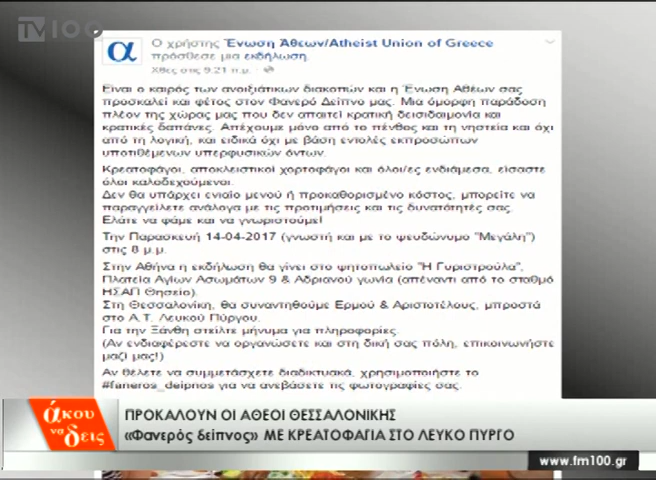 TV100
α
Ο χρήστης Ένωση Άθεων/Atheist Union of Greece
πρόσθεσε μια εκδήλωση.
Χθες στις 9:21 π.μ.
Είναι ο καιρός των ανοιξιάτικων διακοπών και η Ένωση Αθέων σας
προσκαλεί και φέτος στον Φανερό Δείπνο μας. Μια όμορφη παράδοση
πλέον της χώρας μας που δεν απαιτεί κρατική δεισιδαιμονία και
κρατικές δαπάνες. Απέχουμε μόνο από το πένθος και τη νηστεία και όχι
από τη λογική, και ειδικά όχι με βάση εντολές εκπροσώπων
υποτιθέμενων υπερφυσικών όντων.
Κρεατοφάγοι, αποκλειστικοί χορτοφάγοι και όλοι/ες ενδιάμεσα, είσαστε
όλοι καλοδεχούμενοι.
Δεν θα υπάρχει ενιαίο μενού ή προκαθορισμένο κόστος, μπορείτε να
παραγγείλετε ανάλογα με τις προτιμήσεις και τις δυνατότητές σας.
Ελάτε να φάμε και να γνωριστούμε!
Την Παρασκευή 14-04-2017 (γνωστή και με το ψευδώνυμο "Μεγάλη")
στις 8 μ.μ.
Στην Αθήνα η εκδήλωση θα γίνει στο ψητοπωλείο "Η Γυριστρούλα",
Πλατεία Αγίων Ασωμάτων 9 & Αδριανού γωνία (απέναντι από το σταθμό
ΗΣΑΠ Θησείο).
Στη Θεσσαλονίκη, θα συναντηθούμε Ερμού & Αριστοτέλους, μπροστά
στο Α.Τ. Λευκού Πύργου.
Για την Ξάνθη στείλτε μήνυμα για πληροφορίες.
(Αν ενδιαφέρεστε να οργανώσετε και στη δική σας πόλη, επικοινωνήστε
μαζί μας!)
Αν θέλετε να συμμετάσχετε διαδικτυακά, χρησιμοποιήστε το
#faneros_deipnos για να ανεβάσετε τις φωτογραφίες σας.
άκου
να δεις
ΠΡΟΚΑΛΟΥΝ ΟΙ ΑΘΕΟΙ ΘΕΣΣΑΛΟΝΙΚΗΣ
«Φανερός δείπνος» ΜΕ ΚΡΕΑΤΟΦΑΓΙΑ ΣΤΟ ΛΕΥΚΟ ΠΥΡΓΟ
www.fm100.gr